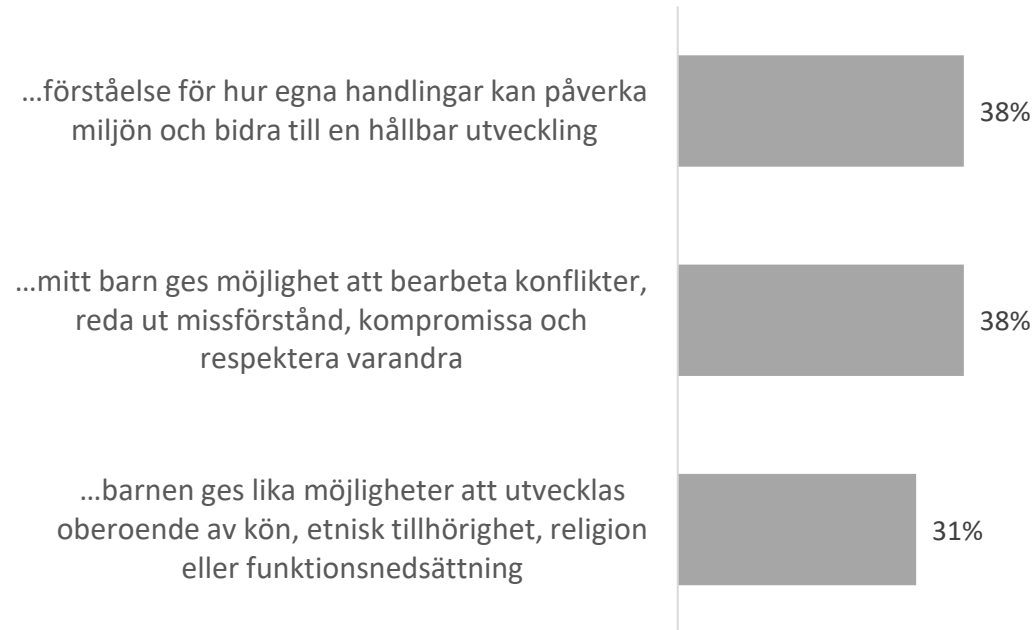 ...förståelse för hur egna handlingar kan påverka
miljön och bidra till en hållbar utveckling
38%
...mitt barn ges möjlighet att bearbeta konflikter,
reda ut missförstånd, kompromissa och
respektera varandra
38%
...barnen ges lika möjligheter att utvecklas
oberoende av kön, etnisk tillhörighet, religion
eller funktionsnedsättning
31%